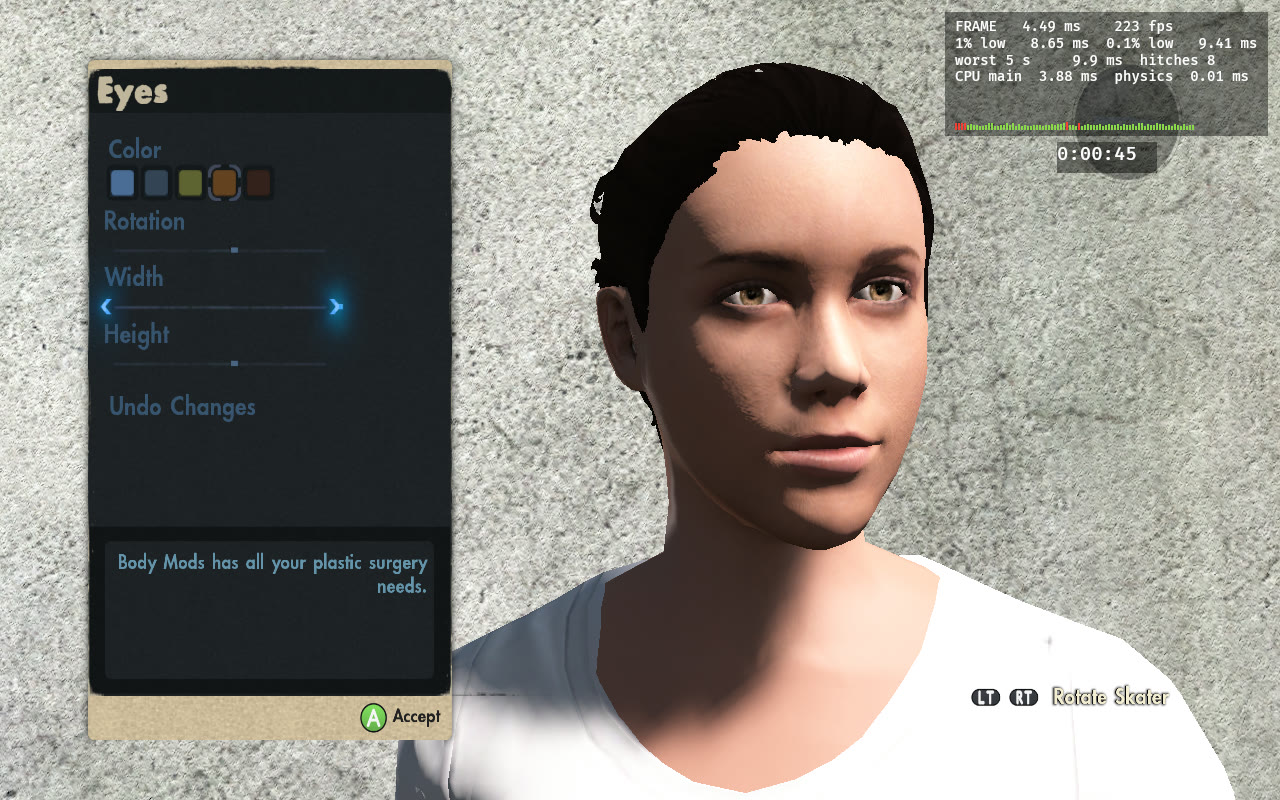 Eyes
Color
Rotation
Width
Height
Undo Changes
Body Mods has all your plastic surgery
needs.
A Accept
FRAME 4.49 ms 223 fps
1% low 8.65 ms 0.1% low 9.41 ms
worst 5 s 9.9 ms hitches 8
CPU main 3.88 ms physics 0.01 ms
0:00:45
LT RT Rotate Skater